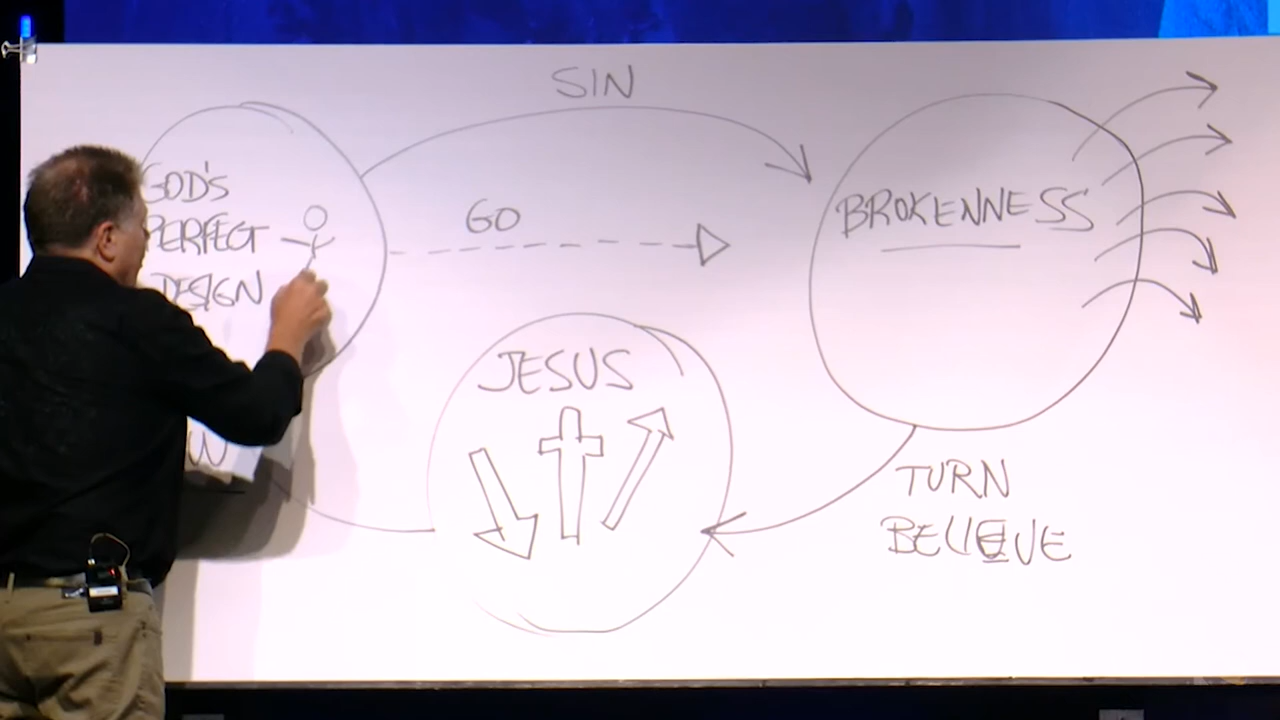 SIN
GOD'S
PERFECT
DESIGN
GO
BROKENNESS
JESUS
TURN
BELIEVE